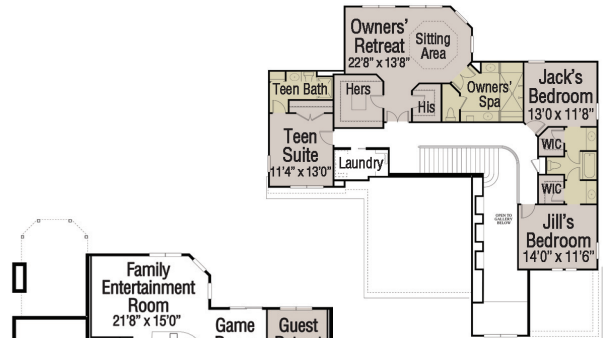 Owners'
Retreat
22'8" x 13'8"
Sitting
Area
Teen Bath
Hers
His
Owners'
Spa
Jack's
Bedroom
13'0 x 11'8"
Teen
Suite
11'4" x 13'0"
Laundry
WIC
WIC
OPEN TO
GALLERY
BELOW
Jill's
Bedroom
14'0" x 11'6"
Family
Entertainment
Room
21'8" x 15'0"
Game
Guest